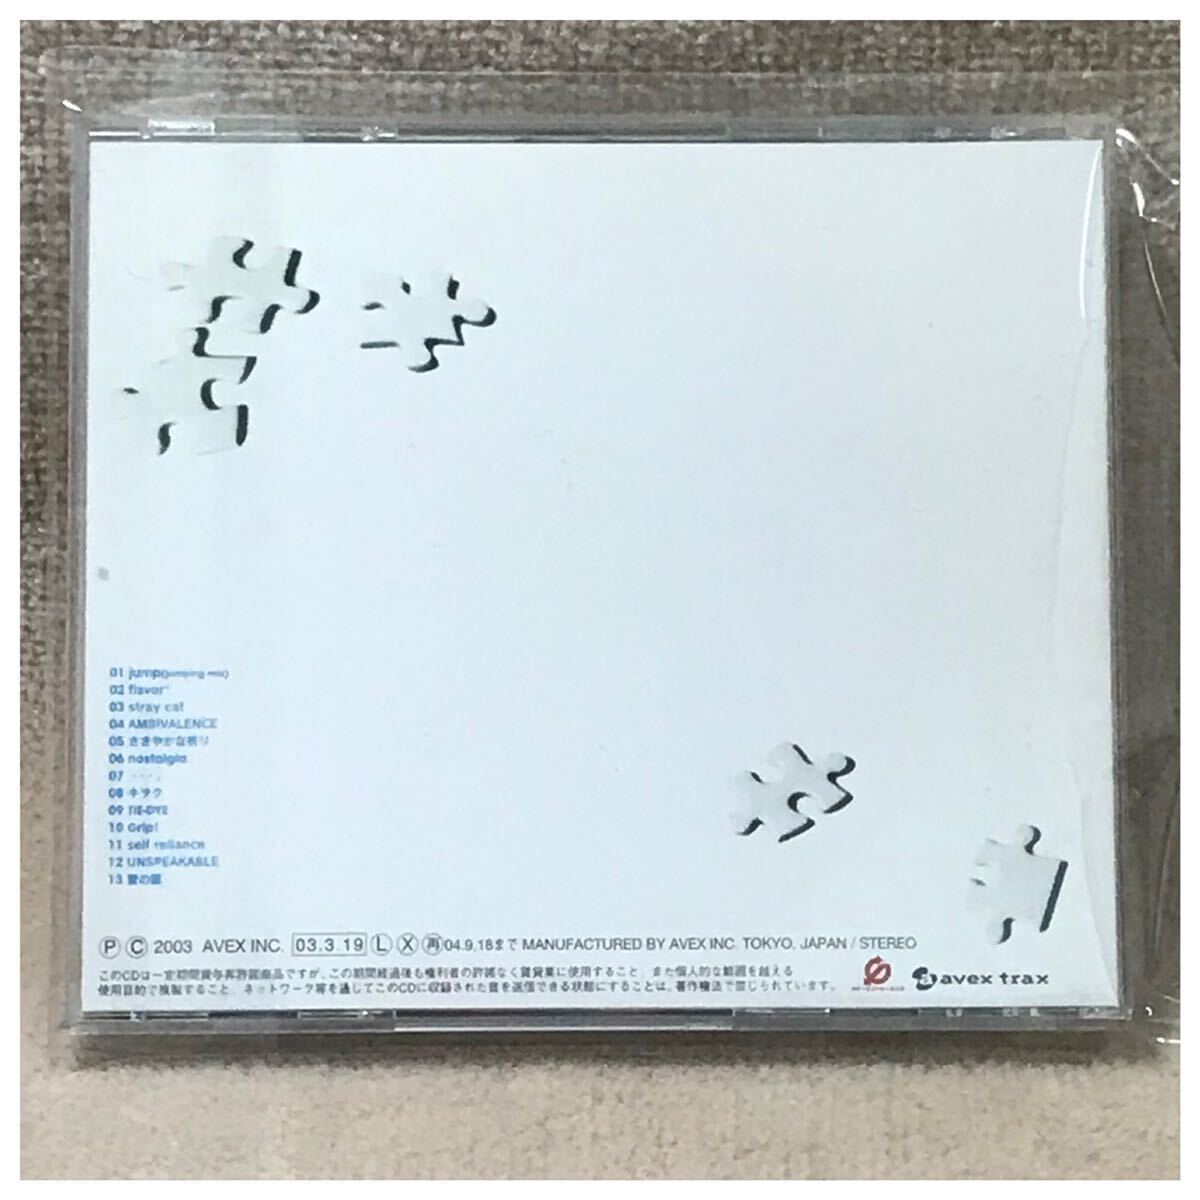 01 jump(jumping mix)
02 flavor
03 stray cat
04 AMBIVALENCE
05 ささやかな祈り
06 nostalgia
07 ・・・。
08 キヲク
09 TIE-DYE
10 Grip!
11 self reliance
12 UNSPEAKABLE
13
Ⓟ Ⓒ 2003 AVEX INC. 03.3.19 Ⓛ Ⓧ 再04.9.18まで MANUFACTURED BY AVEX INC. TOKYO, JAPAN / STEREO
このCDは一定期間貸与非許諾商品ですが、この期間経過後も権利者の許諾なく賃貸業に使用すること、また個人的な範囲を越える
使用目的で複製すること、ネットワーク等を通じてこのCDに収録された音を送信できる状態にすることは、著作権法で禁じられています。
avex trax